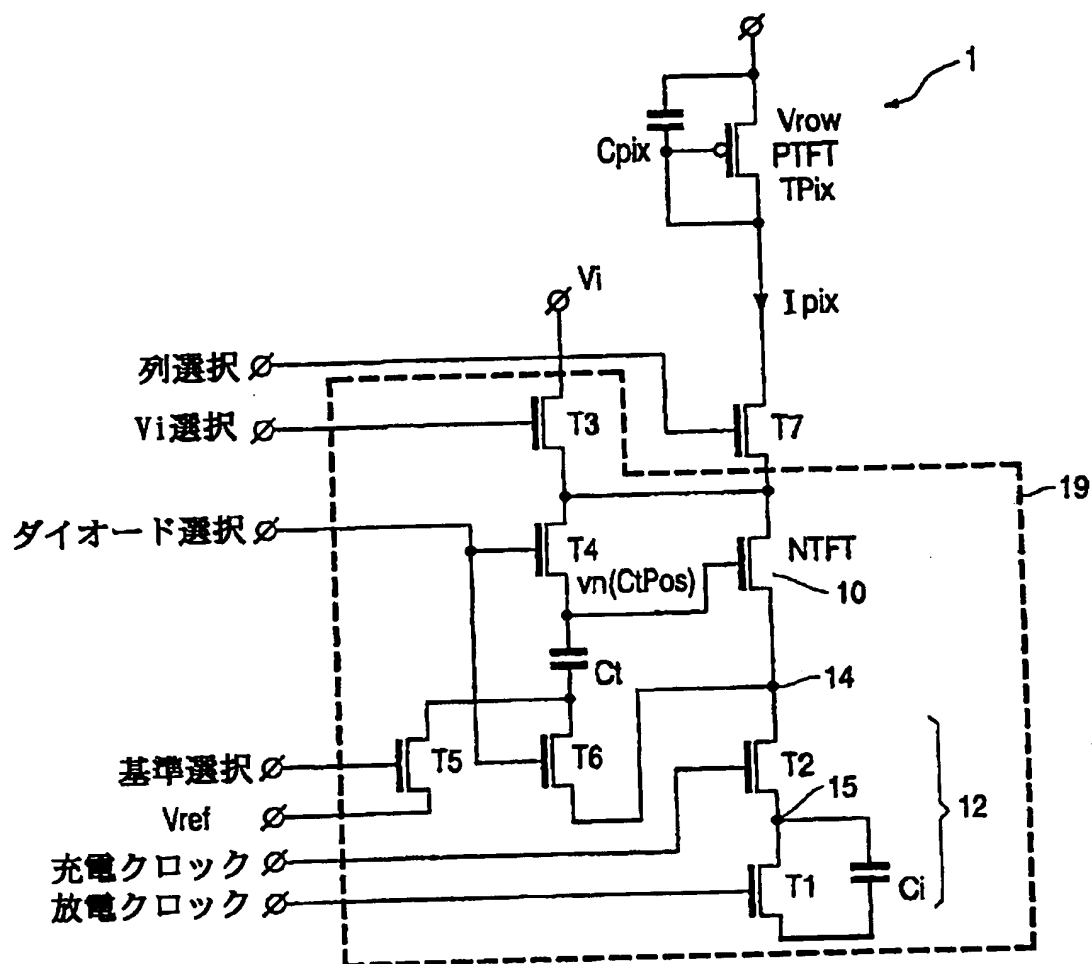 1
Vrow
Cpix
PTFT
TPix
Vi
Ipix
列選択
Vi選択
T3
T7
19
ダイオード選択
T4
NTFT
vn(CtPos)
10
Ct
14
基準選択
T5
T6
T2
15
12
Vref
充電クロック
T1
Ci
放電クロック